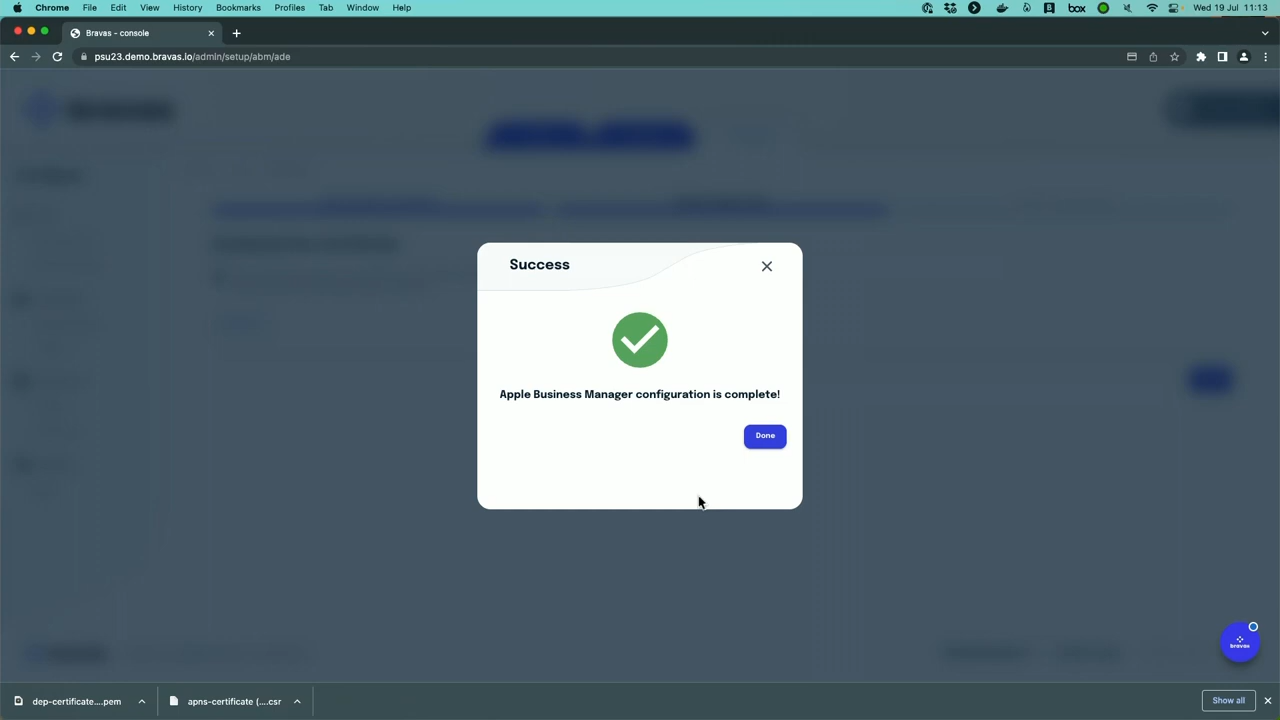 Chrome File Edit View History Bookmarks Profiles Tab Window Help box Wed 19 Jul 11:13
Bravas - console
psu23.demo.bravas.io/admin/setup/abm/ade
Success
Apple Business Manager configuration is complete!
Done
bravas
dep-certificate....pem apns-certificate (....csr Show all